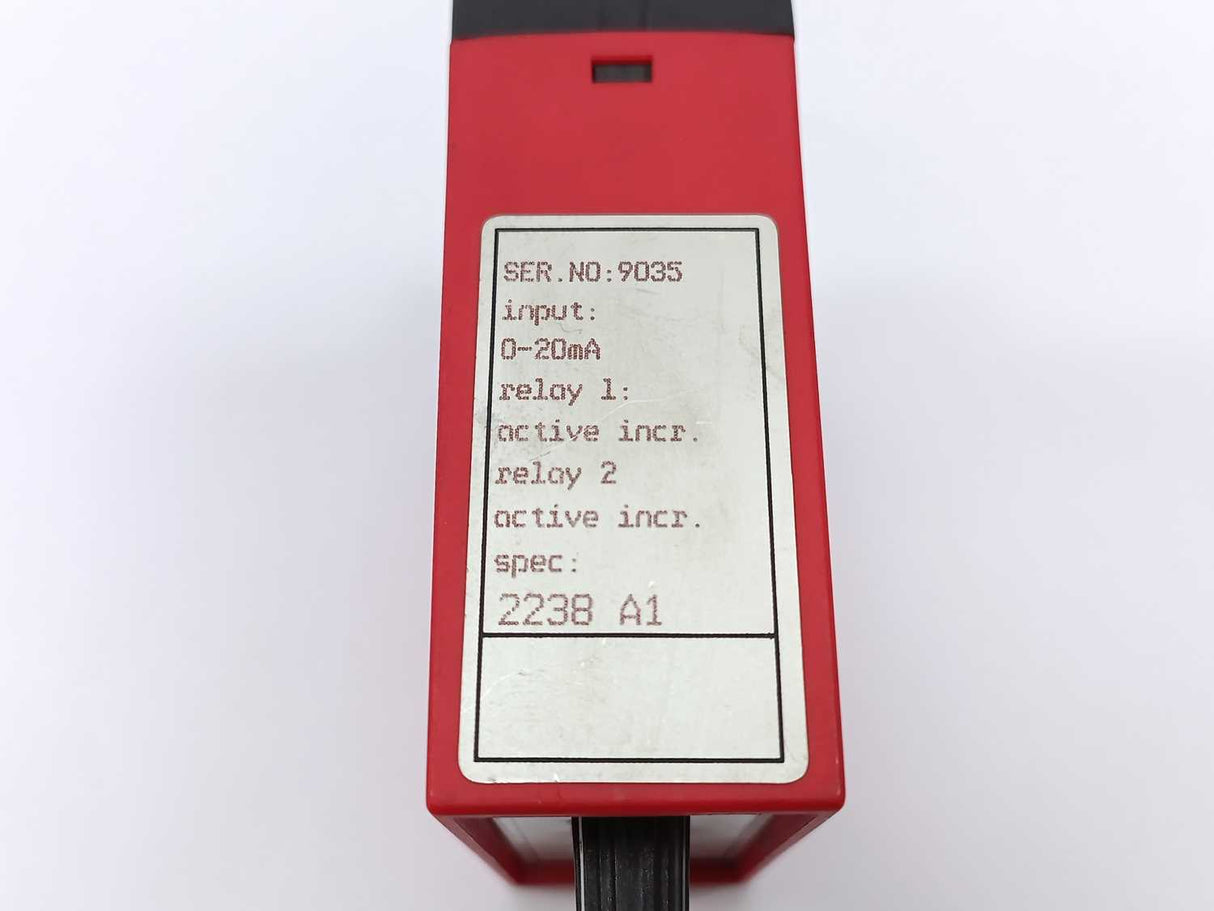 SER.NO:9035
input:
0-20mA
relay 1:
active incr.
relay 2
active incr.
spec:
2238 A1